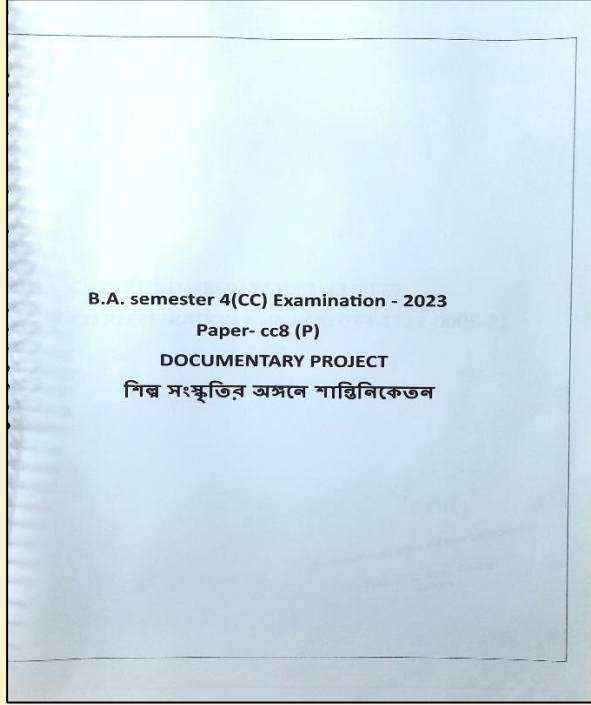 B.A. semester 4(CC) Examination - 2023
Paper- cc8 (P)
DOCUMENTARY PROJECT
শিল্প সংস্কৃতির অঙ্গনে শান্তিনিকেতন